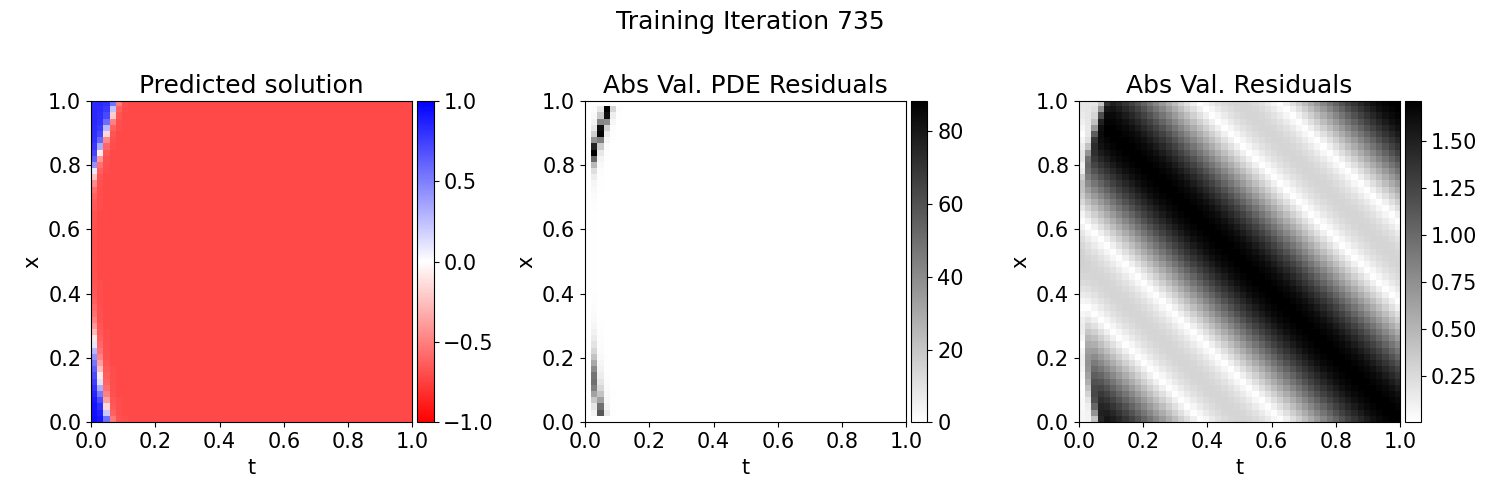 Training Iteration 735
Predicted solution
Abs Val. PDE Residuals
Abs Val. Residuals
1.0
0.8
0.6
0.4
0.2
0.0
x
0.0 0.2 0.4 0.6 0.8 1.0
t
1.0
0.5
0.0
−0.5
−1.0
1.0
0.8
0.6
0.4
0.2
0.0
x
0.0 0.2 0.4 0.6 0.8 1.0
t
80
60
40
20
0
1.0
0.8
0.6
0.4
0.2
0.0
x
0.0 0.2 0.4 0.6 0.8 1.0
t
1.50
1.25
1.00
0.75
0.50
0.25